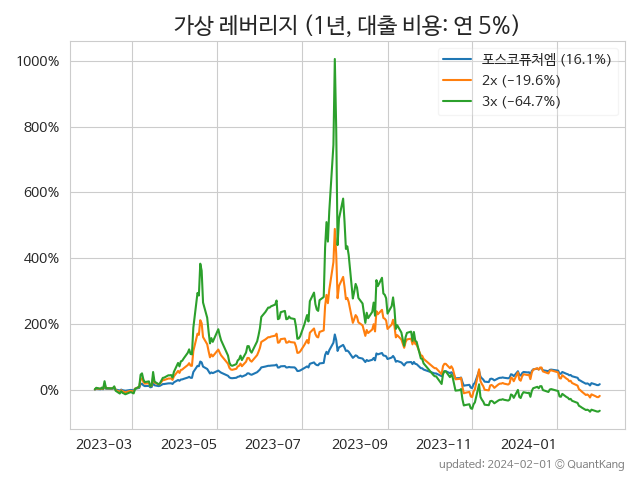 가상 레버리지 (1년, 대출 비용: 연 5%)
1000%
800%
600%
400%
200%
0%
포스코퓨처엠 (16.1%)
2x (-19.6%)
3x (-64.7%)
2023-03 2023-05 2023-07 2023-09 2023-11 2024-01
updated: 2024-02-01 © QuantKang